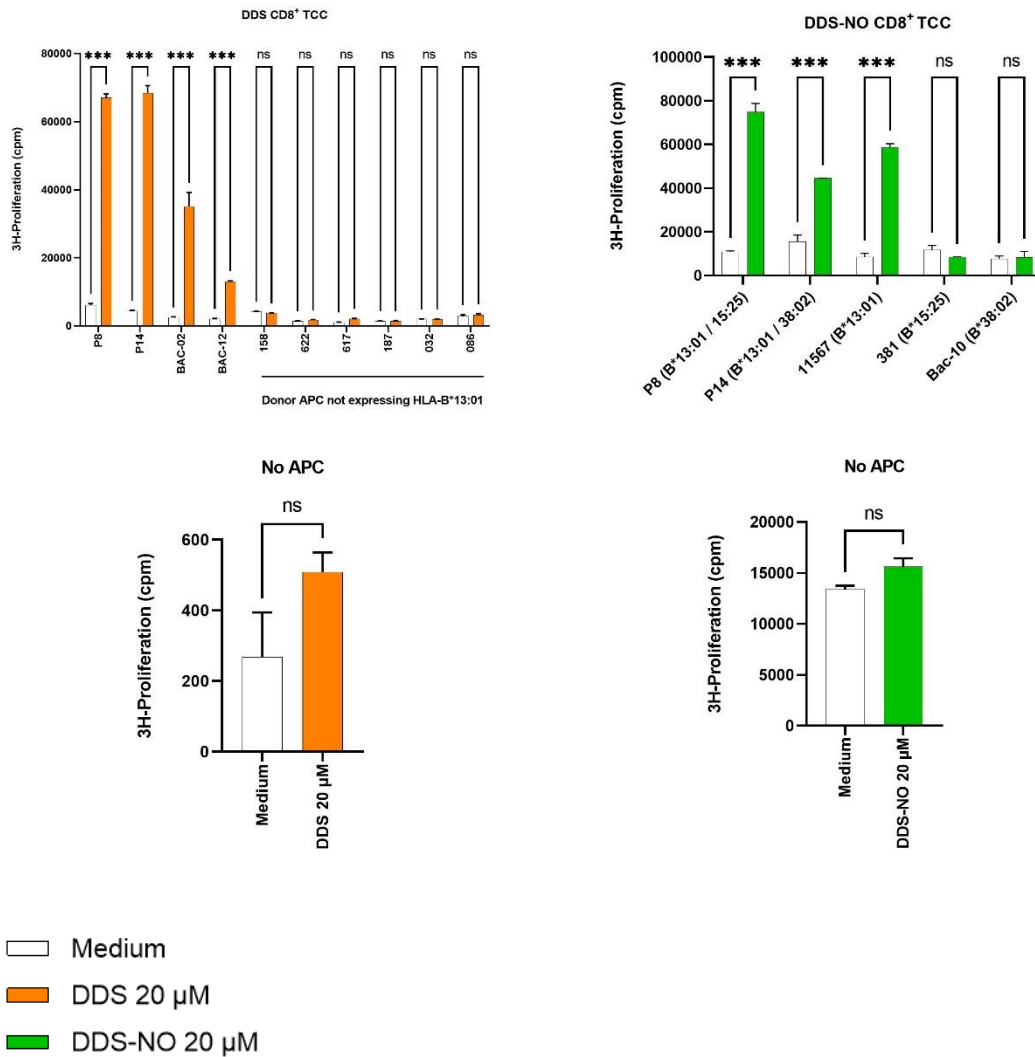 DDS CD8⁺ TCC
3H-Proliferation (cpm)
80000
60000
40000
20000
0
*** *** *** *** ns ns ns ns ns ns
P8
P14
BAC-02
BAC-12
158
622
617
187
032
086
Donor APC not expressing HLA-B*13:01
DDS-NO CD8⁺ TCC
3H-Proliferation (cpm)
100000
80000
60000
40000
20000
0
*** *** *** ns ns
P8 (B*13:01 / 15:25)
P14 (B*13:01 / 38:02)
11567 (B*13:01)
381 (B*15:25)
Bac-10 (B*38:02)
No APC
3H-Proliferation (cpm)
600
400
200
0
ns
Medium
DDS 20 µM
No APC
3H-Proliferation (cpm)
20000
15000
10000
5000
0
ns
Medium
DDS-NO 20 µM
Medium
DDS 20 µM
DDS-NO 20 µM